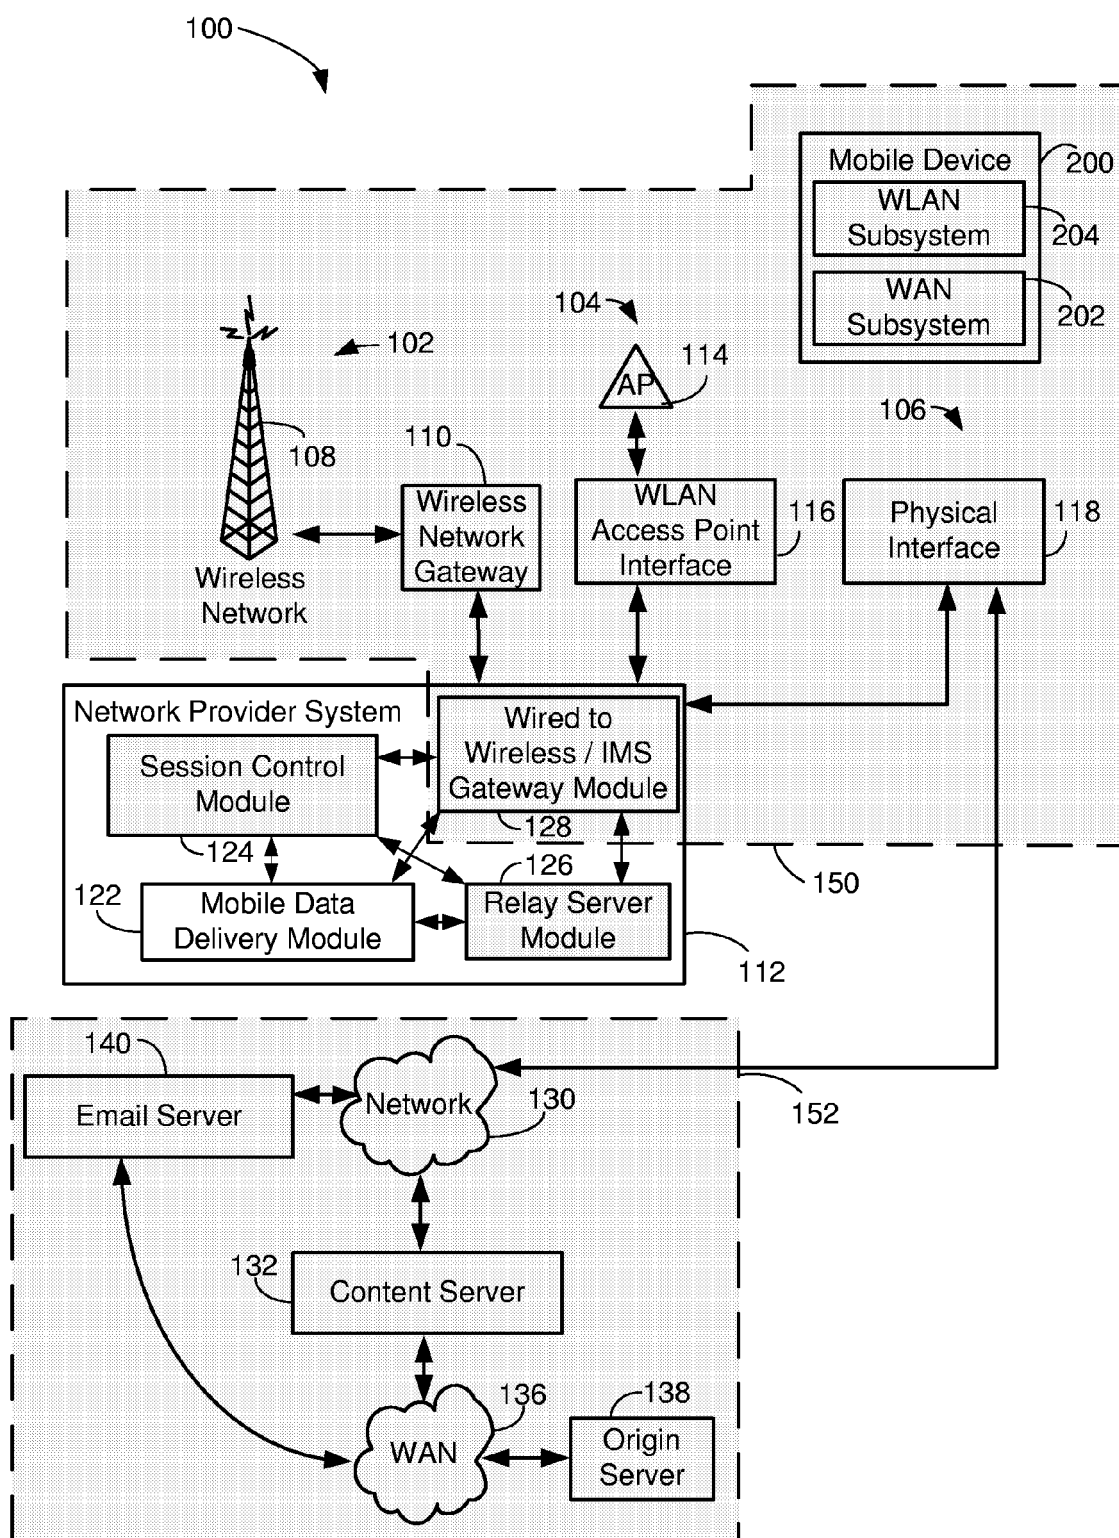 100
Mobile Device
200
WLAN
Subsystem
204
WAN
Subsystem
202
104
102
AP
114
106
108
110
Wireless
Network
Gateway
WLAN
Access Point
Interface
116
Physical
Interface
118
Wireless
Network
Network Provider System
Wired to
Wireless / IMS
Gateway Module
Session Control
Module
128
124
126
150
122
Mobile Data
Delivery Module
Relay Server
Module
112
140
Email Server
Network
130
152
132
Content Server
136
138
WAN
Origin
Server